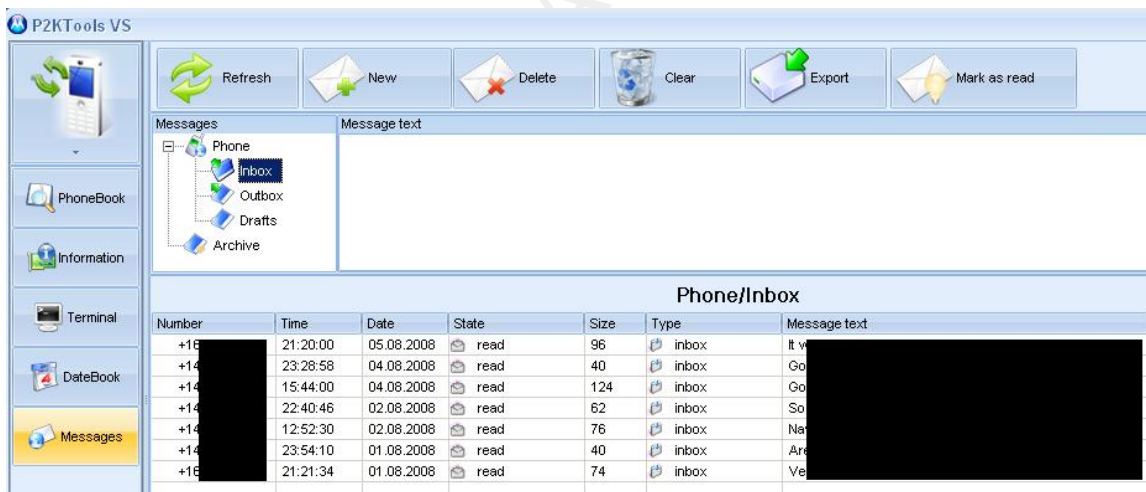 P2KTools VS
Refresh New Delete Clear Export Mark as read
Messages Message text
Phone
Inbox
Outbox
Drafts
Archive
PhoneBook
Information
Terminal
DateBook
Messages
Phone/Inbox
Number Time Date State Size Type Message text
+16 21:20:00 05.08.2008 read 96 inbox It
+14 23:28:58 04.08.2008 read 40 inbox Go
+14 15:44:00 04.08.2008 read 124 inbox Go
+14 22:40:46 02.08.2008 read 62 inbox So
+14 12:52:30 02.08.2008 read 76 inbox Na
+14 23:54:10 01.08.2008 read 40 inbox Are
+16 21:21:34 01.08.2008 read 74 inbox Ve